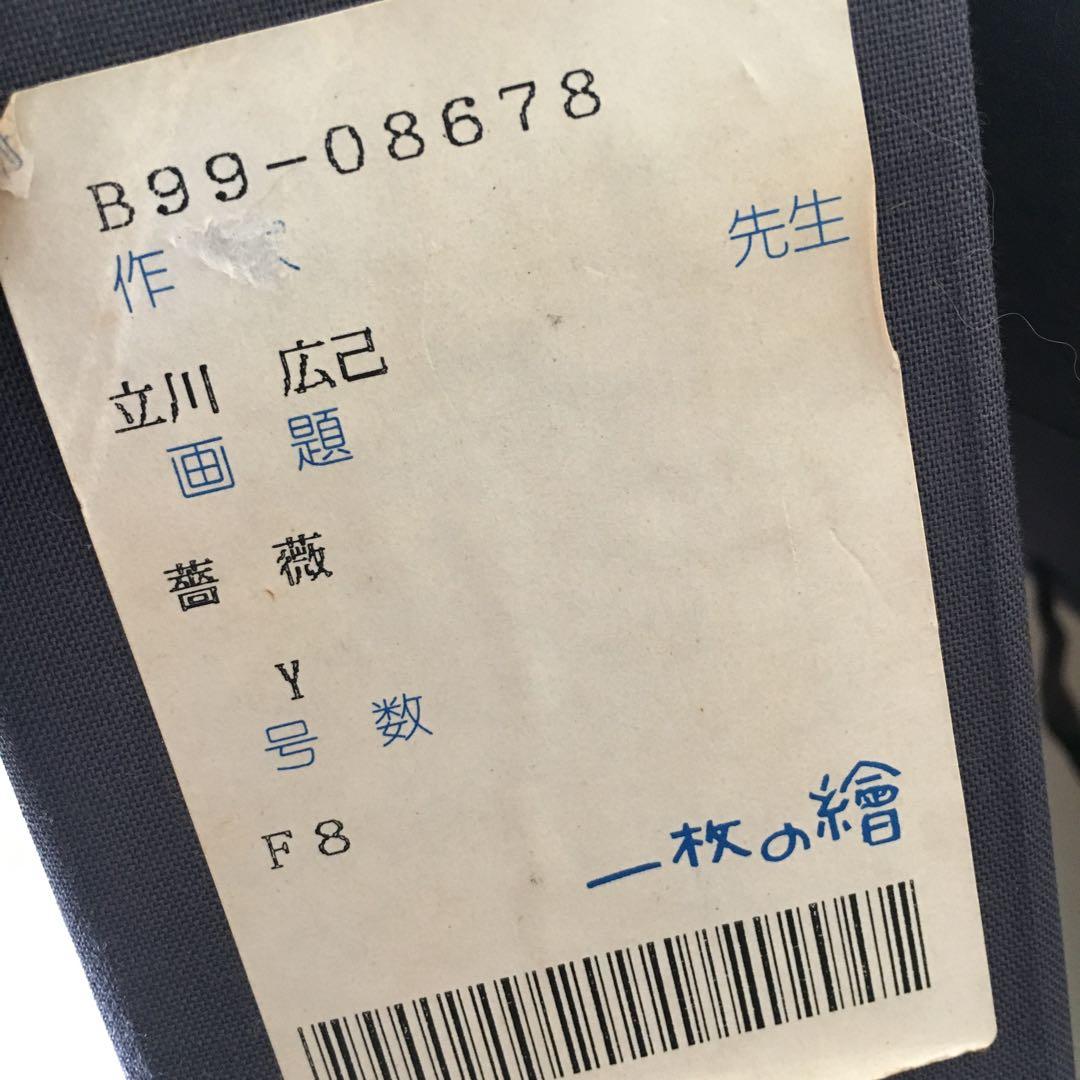 B99-08678
作 先生
立川 広己
画 題
薔 薇
Y
号 数
F8
一枚の繪